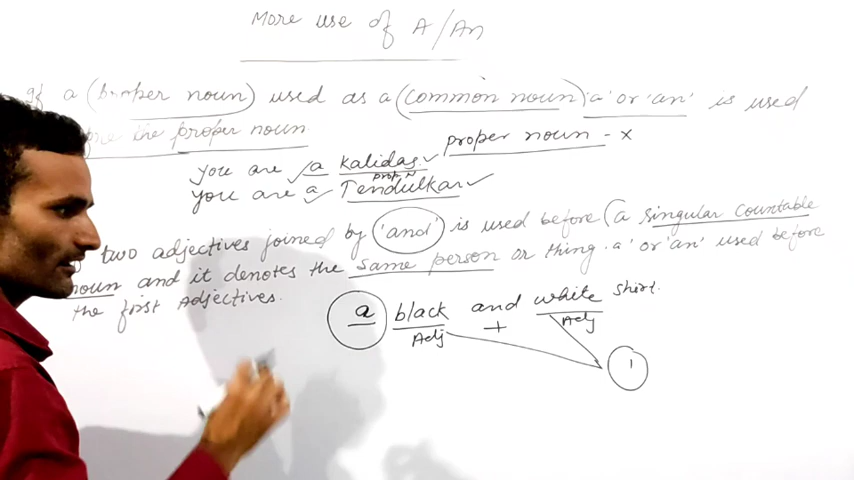 More use of A/An
If a (proper noun) used as a (common noun) 'a' or 'an' is used
the proper noun
proper noun - x
you are ✓ a Kalidas ✓
prop N
you are a ✓ Tendulkar ✓
two adjectives joined by 'and' is used before (a singular countable
noun and it denotes the same person or thing. a' or 'an' used before
the first Adjectives.
a black and white shirt.
Adj + Adj
1